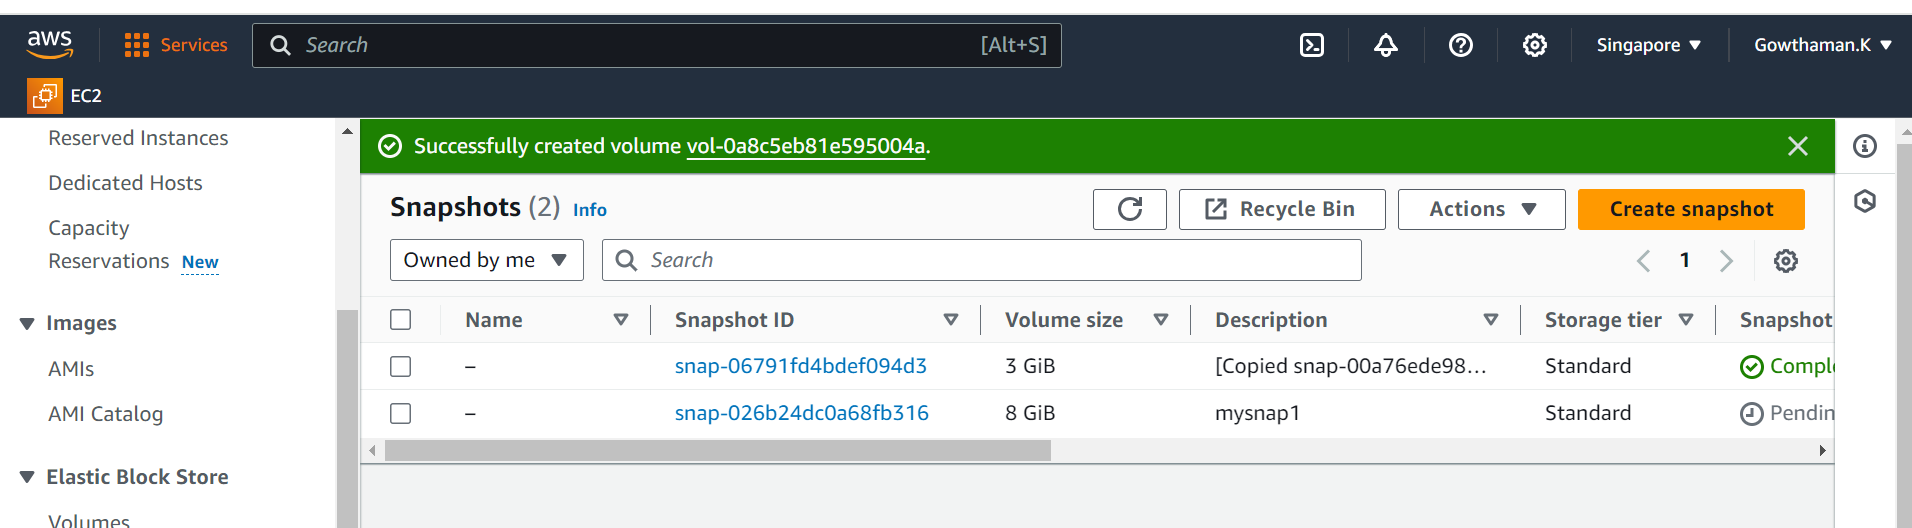 aws
Services
Search
[Alt+S]
Singapore
Gowthaman.K
EC2
Reserved Instances
Dedicated Hosts
Capacity
Reservations New
Images
AMIs
AMI Catalog
Elastic Block Store
Volumes
Successfully created volume vol-0a8c5eb81e595004a.
Snapshots (2) Info
Recycle Bin
Actions
Create snapshot
Owned by me
Search
1
Name Snapshot ID Volume size Description Storage tier Snapshot
– snap-06791fd4bdef094d3 3 GiB [Copied snap-00a76ede98... Standard Comple
– snap-026b24dc0a68fb316 8 GiB mysnap1 Standard Pendin